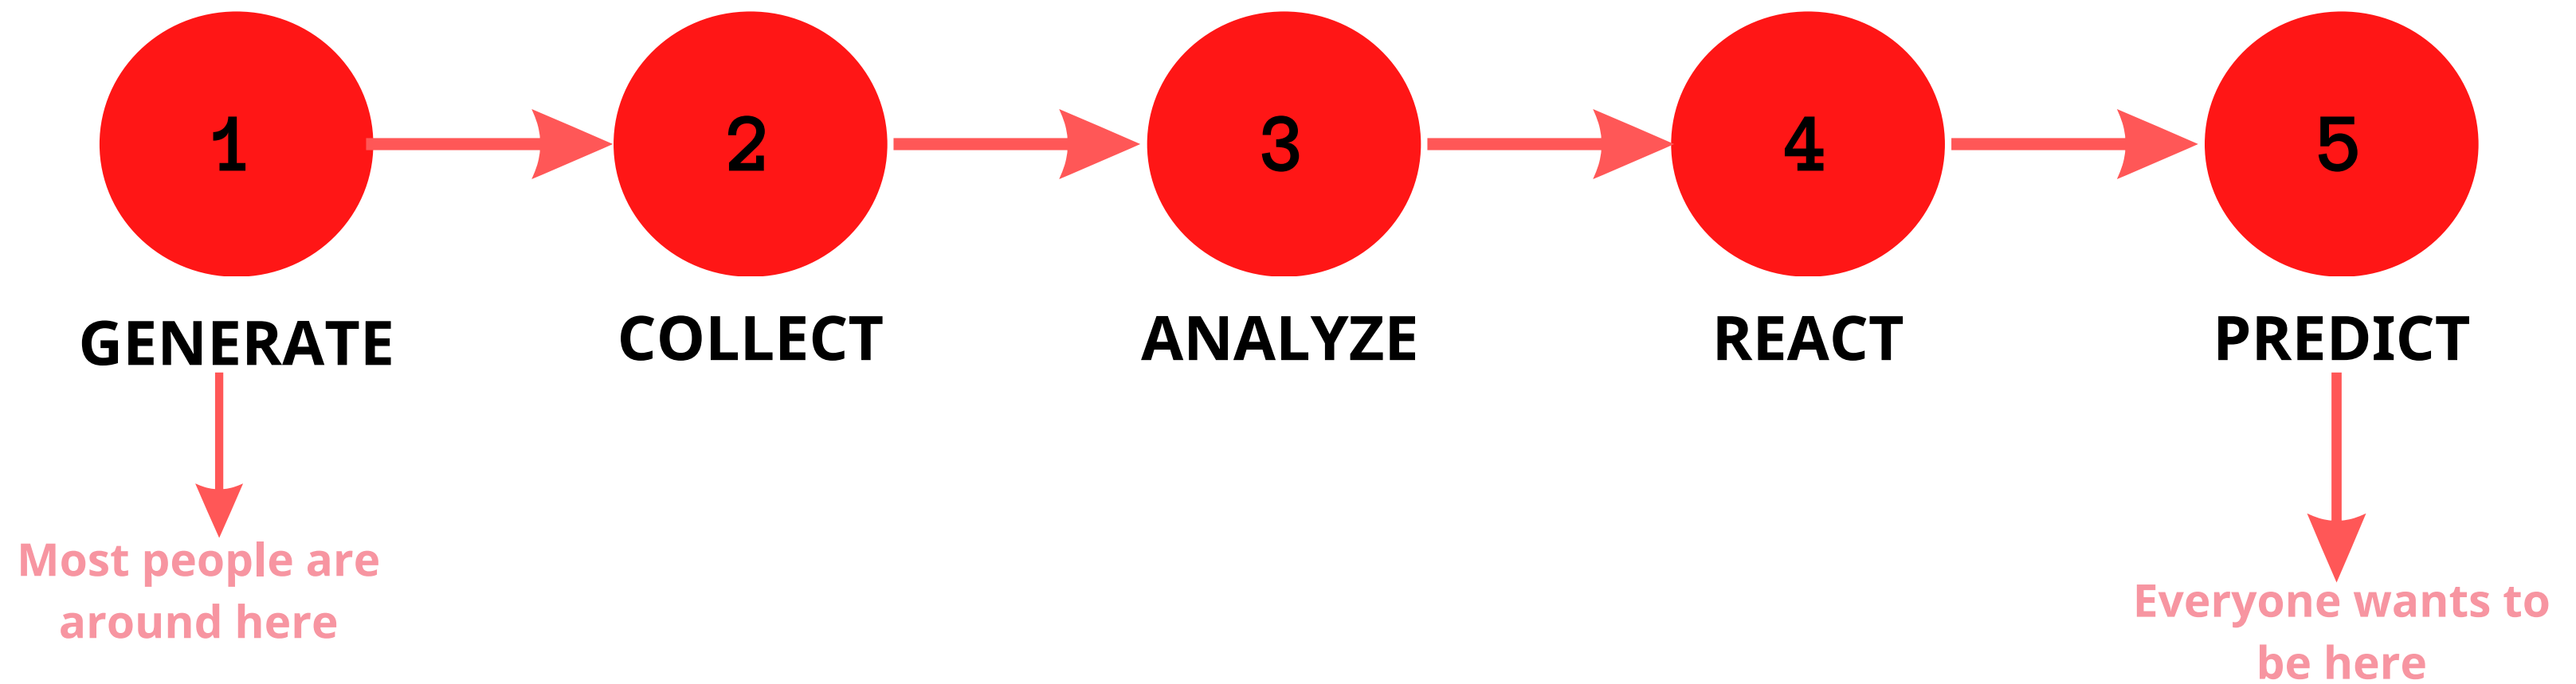 1
2
3
4
5
GENERATE
COLLECT
ANALYZE
REACT
PREDICT
Most people are
around here
Everyone wants to
be here